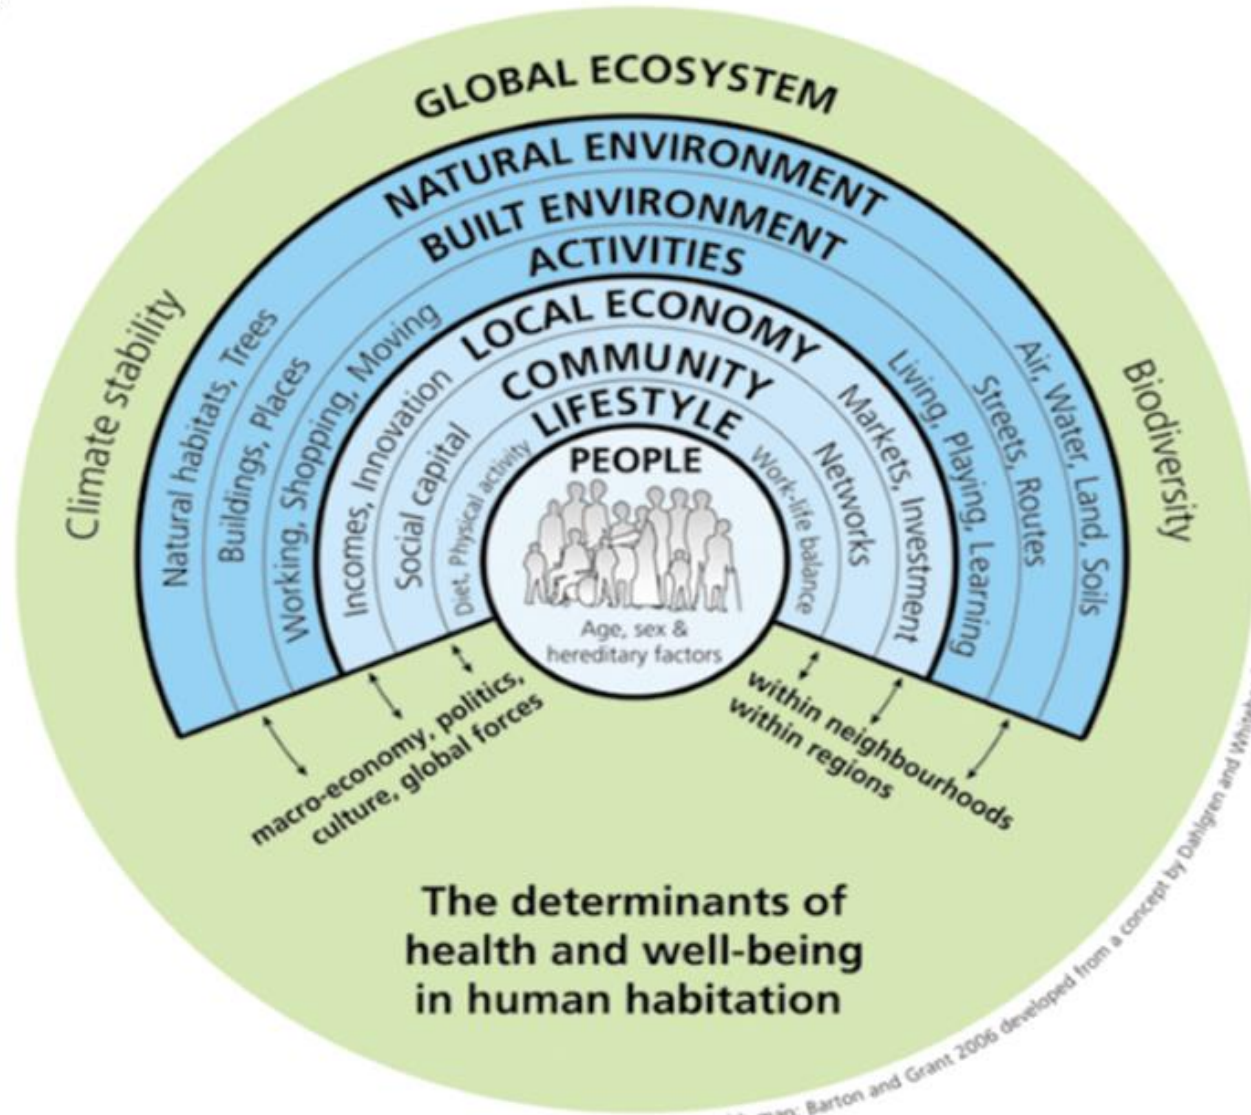 GLOBAL ECOSYSTEM
NATURAL ENVIRONMENT
BUILT ENVIRONMENT
ACTIVITIES
LOCAL ECONOMY
COMMUNITY
LIFESTYLE
PEOPLE
Age, sex &
hereditary factors
Climate stability
Natural habitats, Trees
Buildings, Places
Working, Shopping, Moving
Incomes, Innovation
Social capital
Diet, Physical activity
Work-life balance
Networks
Markets, Investment
Living, Playing, Learning
Streets, Routes
Air, Water, Land, Soils
Biodiversity
macro-economy, politics,
culture, global forces
within neighbourhoods
within regions
The determinants of
health and well-being
in human habitation
Barton and Grant 2006 developed from a concept by Dahlgren and